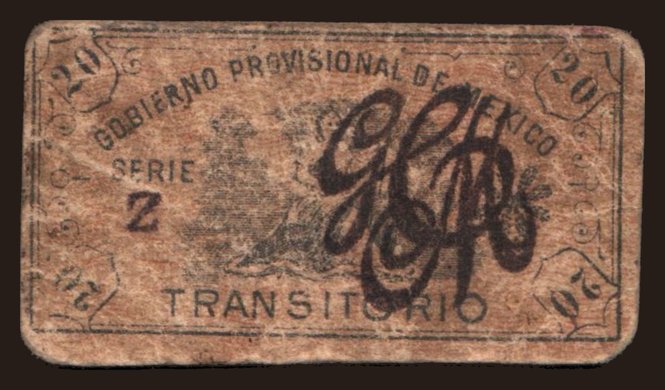 20 20
GOBIERNO PROVISIONAL DE MEXICO
SERIE
Z
TRANSITORIO
20 20